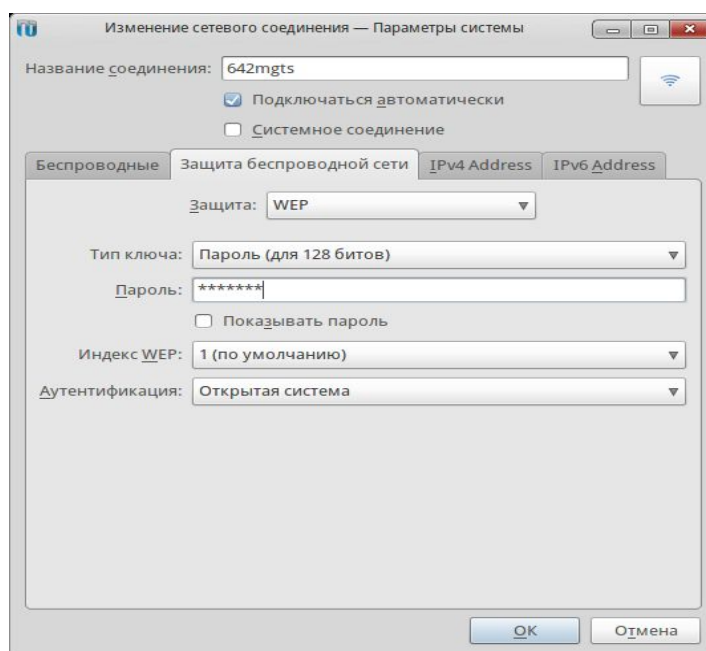 Изменение сетевого соединения — Параметры системы
Название соединения: 642mgts
Подключаться автоматически
Системное соединение
Беспроводные Защита беспроводной сети IPv4 Address IPv6 Address
Защита: WEP
Тип ключа: Пароль (для 128 битов)
Пароль: *******
Показывать пароль
Индекс WEP: 1 (по умолчанию)
Аутентификация: Открытая система
OK Отмена